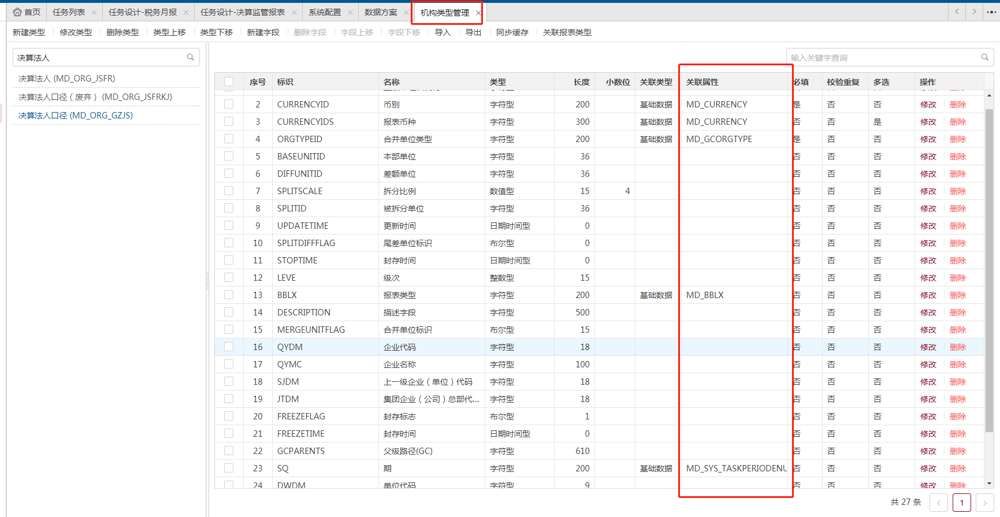 首页 任务列表 任务设计-税务月报 任务设计-决算监管报表 系统配置 数据方案 机构类型管理
新建类型 修改类型 删除类型 类型上移 类型下移 新建字段 删除字段 字段上移 字段下移 导入 导出 同步缓存 关联报表类型
决算法人
输入关键字查询
决算法人 (MD_ORG_JSFR)
决算法人口径（废弃） (MD_ORG_JSFRKJ)
决算法人口径 (MD_ORG_GZJS)
序号 标识 名称 类型 长度 小数位 关联类型 关联属性 必填 校验重复 多选 操作
2 CURRENCYID 币别 字符型 200 基础数据 MD_CURRENCY 是 否 否 修改 删除
3 CURRENCYIDS 报表币种 字符型 300 基础数据 MD_CURRENCY 否 否 是 修改 删除
4 ORGTYPEID 合并单位类型 字符型 200 基础数据 MD_GCORGTYPE 是 否 否 修改 删除
5 BASEUNITID 本部单位 字符型 36 否 否 否 修改 删除
6 DIFFUNITID 差额单位 字符型 36 否 否 否 修改 删除
7 SPLITSCALE 拆分比例 数值型 15 4 否 否 否 修改 删除
8 SPLITID 被拆分单位 字符型 36 否 否 否 修改 删除
9 UPDATETIME 更新时间 日期时间型 0 否 否 否 修改 删除
10 SPLITDIFFFLAG 尾差单位标识 布尔型 0 否 否 否 修改 删除
11 STOPTIME 封存时间 日期时间型 0 否 否 否 修改 删除
12 LEVE 级次 整数型 15 否 否 否 修改 删除
13 BBLX 报表类型 字符型 200 基础数据 MD_BBLX 否 否 否 修改 删除
14 DESCRIPTION 描述字段 字符型 500 否 否 否 修改 删除
15 MERGEUNITFLAG 合并单位标识 布尔型 15 否 否 否 修改 删除
16 QYDM 企业代码 字符型 18 否 否 否 修改 删除
17 QYMC 企业名称 字符型 100 否 否 否 修改 删除
18 SJDM 上一级企业（单位）代码 字符型 18 否 否 否 修改 删除
19 JTDM 集团企业（公司）总部代... 字符型 18 否 否 否 修改 删除
20 FREEZEFLAG 封存标志 布尔型 1 否 否 否 修改 删除
21 FREEZETIME 封存时间 日期时间型 0 否 否 否 修改 删除
22 GCPARENTS 父级路径(GC) 字符型 610 否 否 否 修改 删除
23 SQ 期 字符型 200 基础数据 MD_SYS_TASKPERIODENU 否 否 否 修改 删除
24 DWDM 单位代码 字符型 9 否 否 否 修改 删除
共 27 条 1